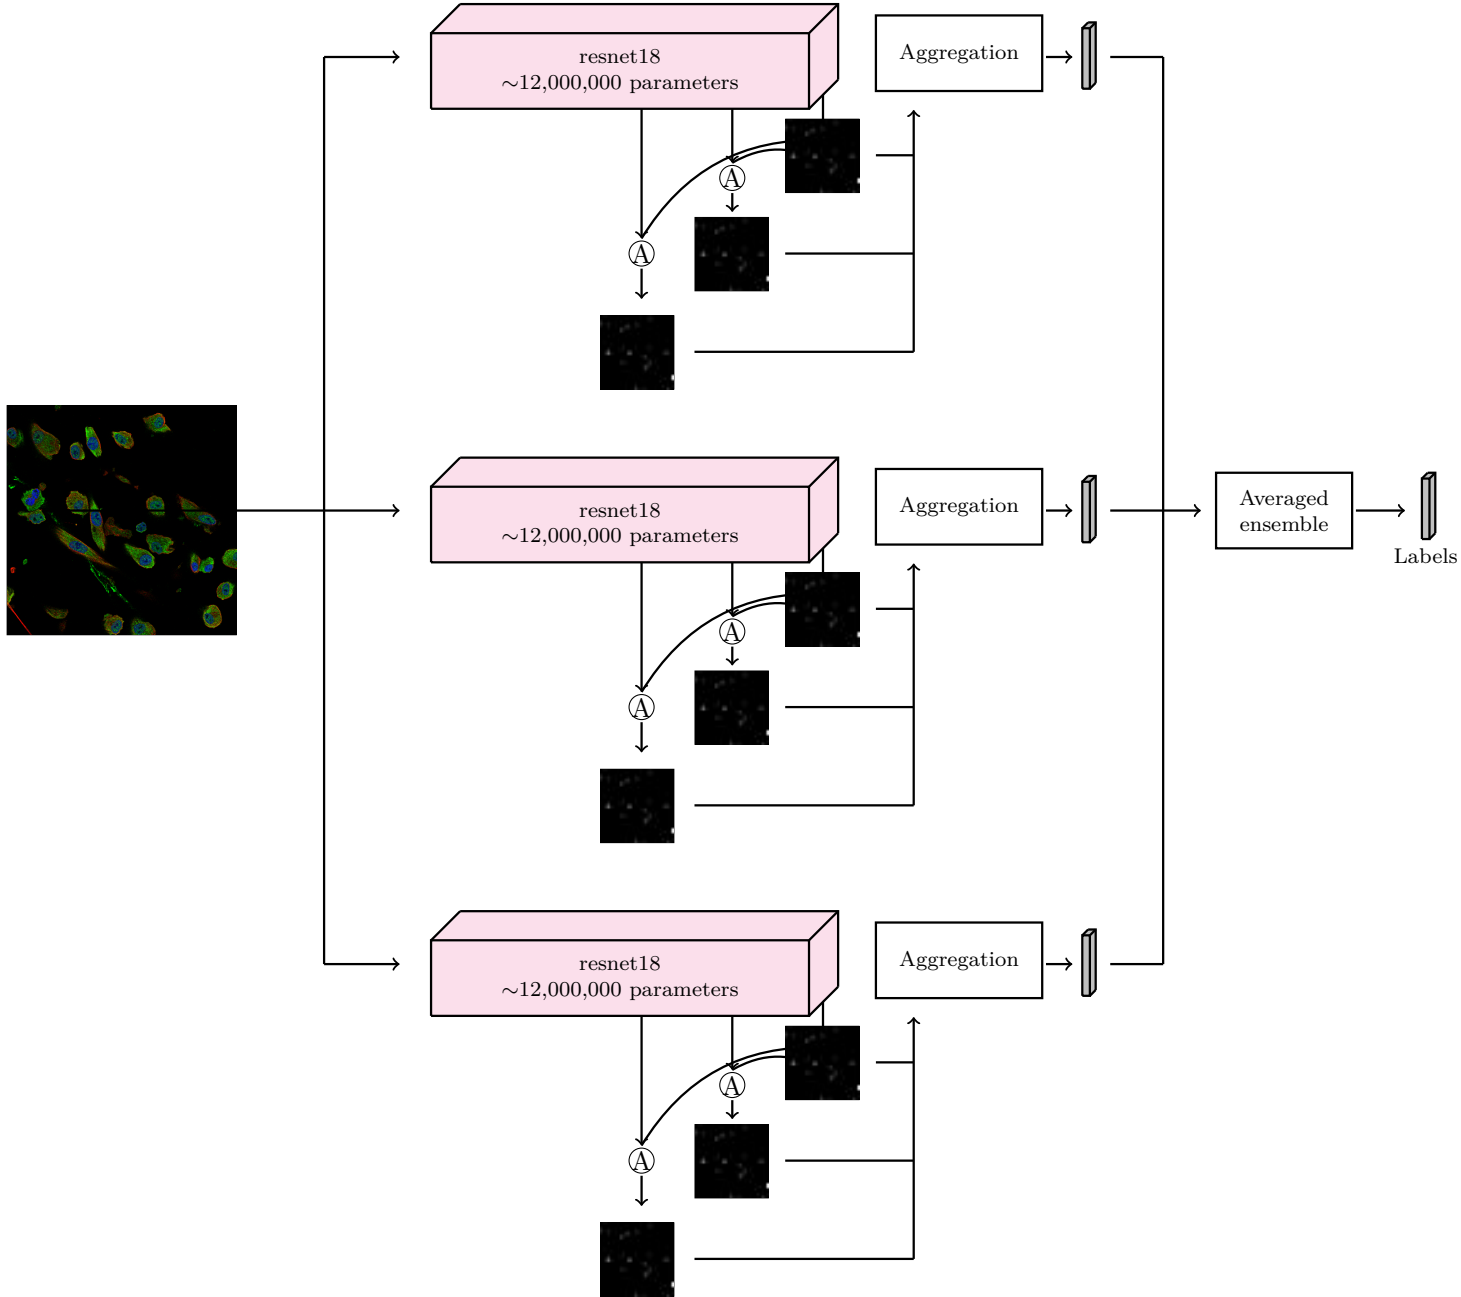 resnet18
~12,000,000 parameters
Aggregation
A
A
resnet18
~12,000,000 parameters
Aggregation
Averaged
ensemble
Labels
A
A
resnet18
~12,000,000 parameters
Aggregation
A
A